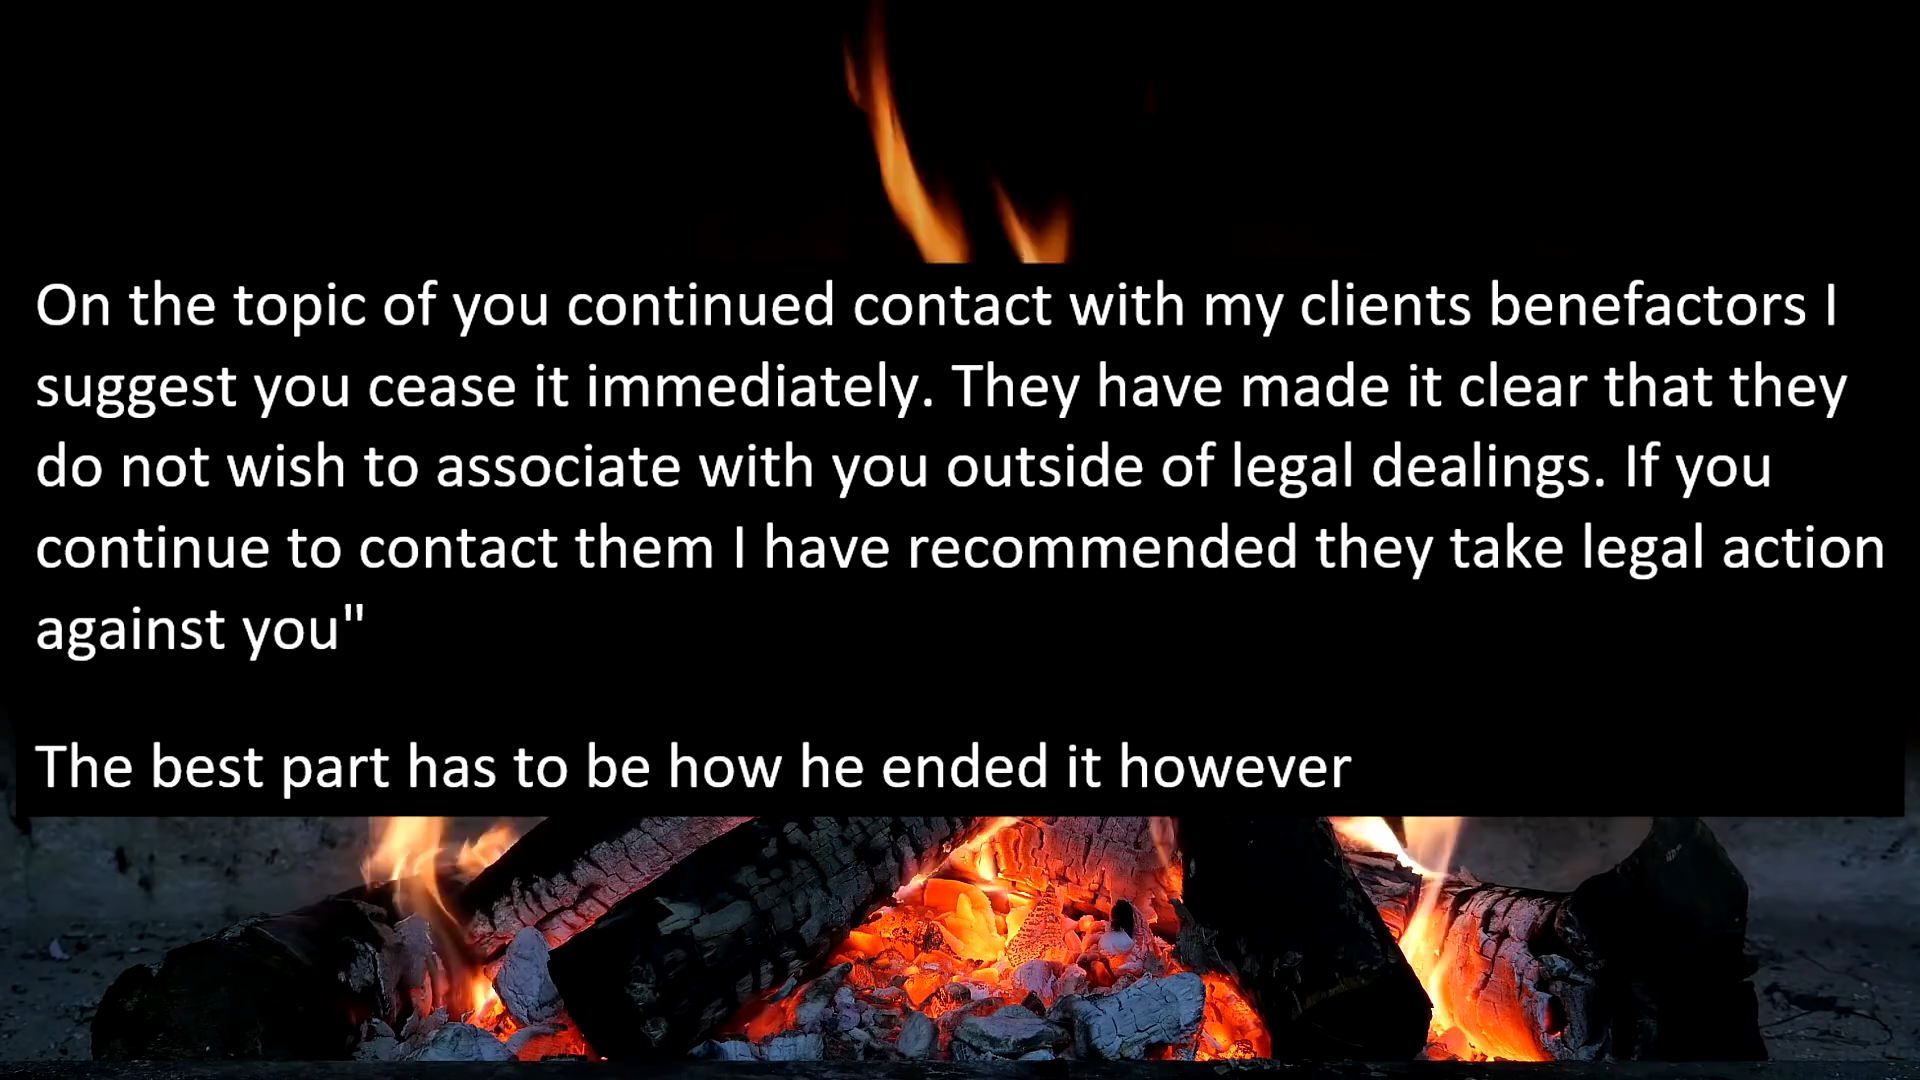 On the topic of you continued contact with my clients benefactors I
suggest you cease it immediately. They have made it clear that they
do not wish to associate with you outside of legal dealings. If you
continue to contact them I have recommended they take legal action
against you"
The best part has to be how he ended it however